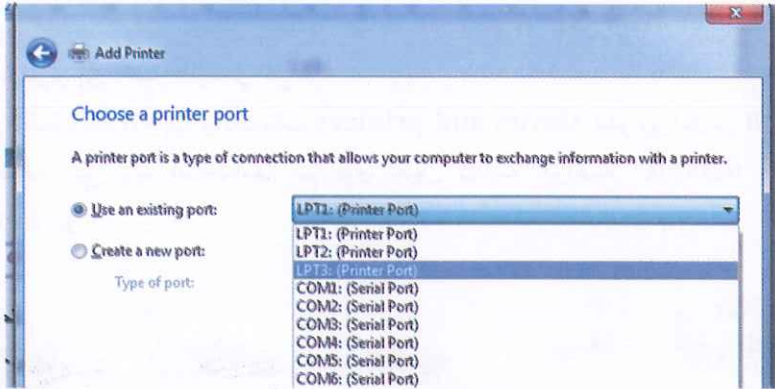 Add Printer
Choose a printer port
A printer port is a type of connection that allows your computer to exchange information with a printer.
Use an existing port:
LPT1: (Printer Port)
LPT1: (Printer Port)
Create a new port:
LPT2: (Printer Port)
LPT3: (Printer Port)
Type of port:
COM1: (Serial Port)
COM2: (Serial Port)
COM3: (Serial Port)
COM4: (Serial Port)
COM5: (Serial Port)
COM6: (Serial Port)